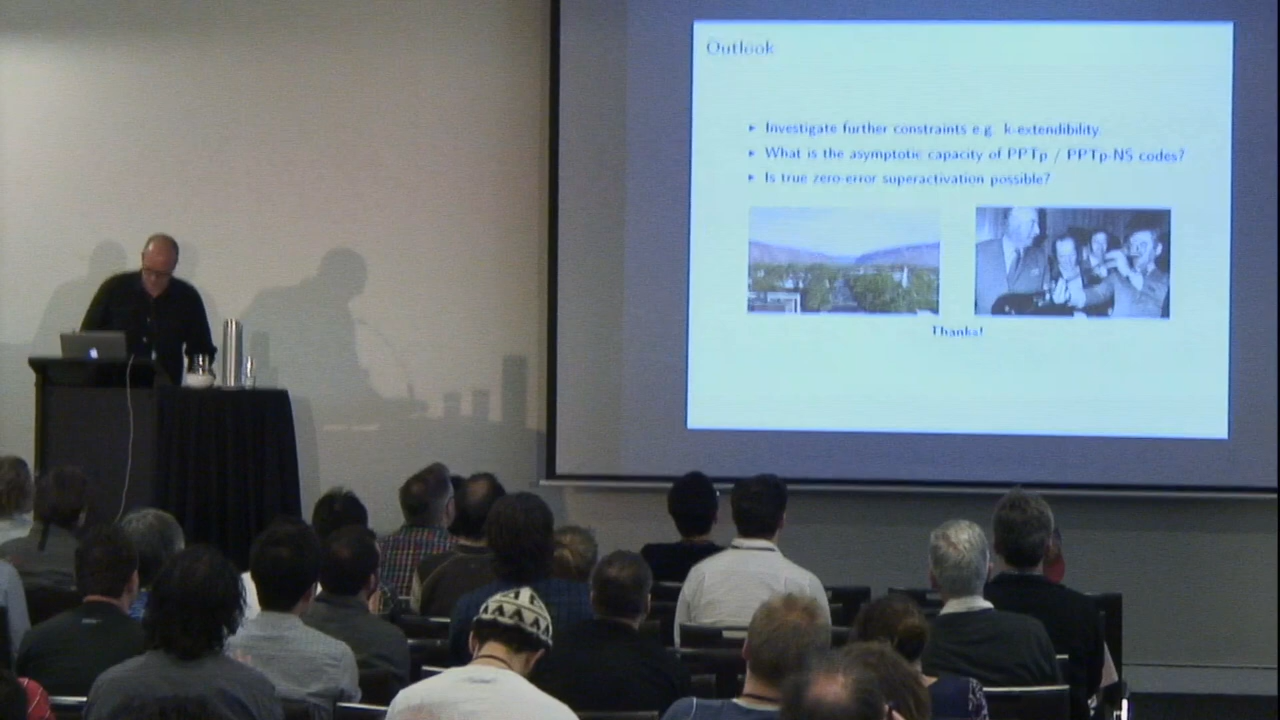 Outlook
▸ Investigate further constraints e.g. k-extendibility.
▸ What is the asymptotic capacity of PPTp / PPTp-NS codes?
▸ Is true zero-error superactivation possible?
Thanks!